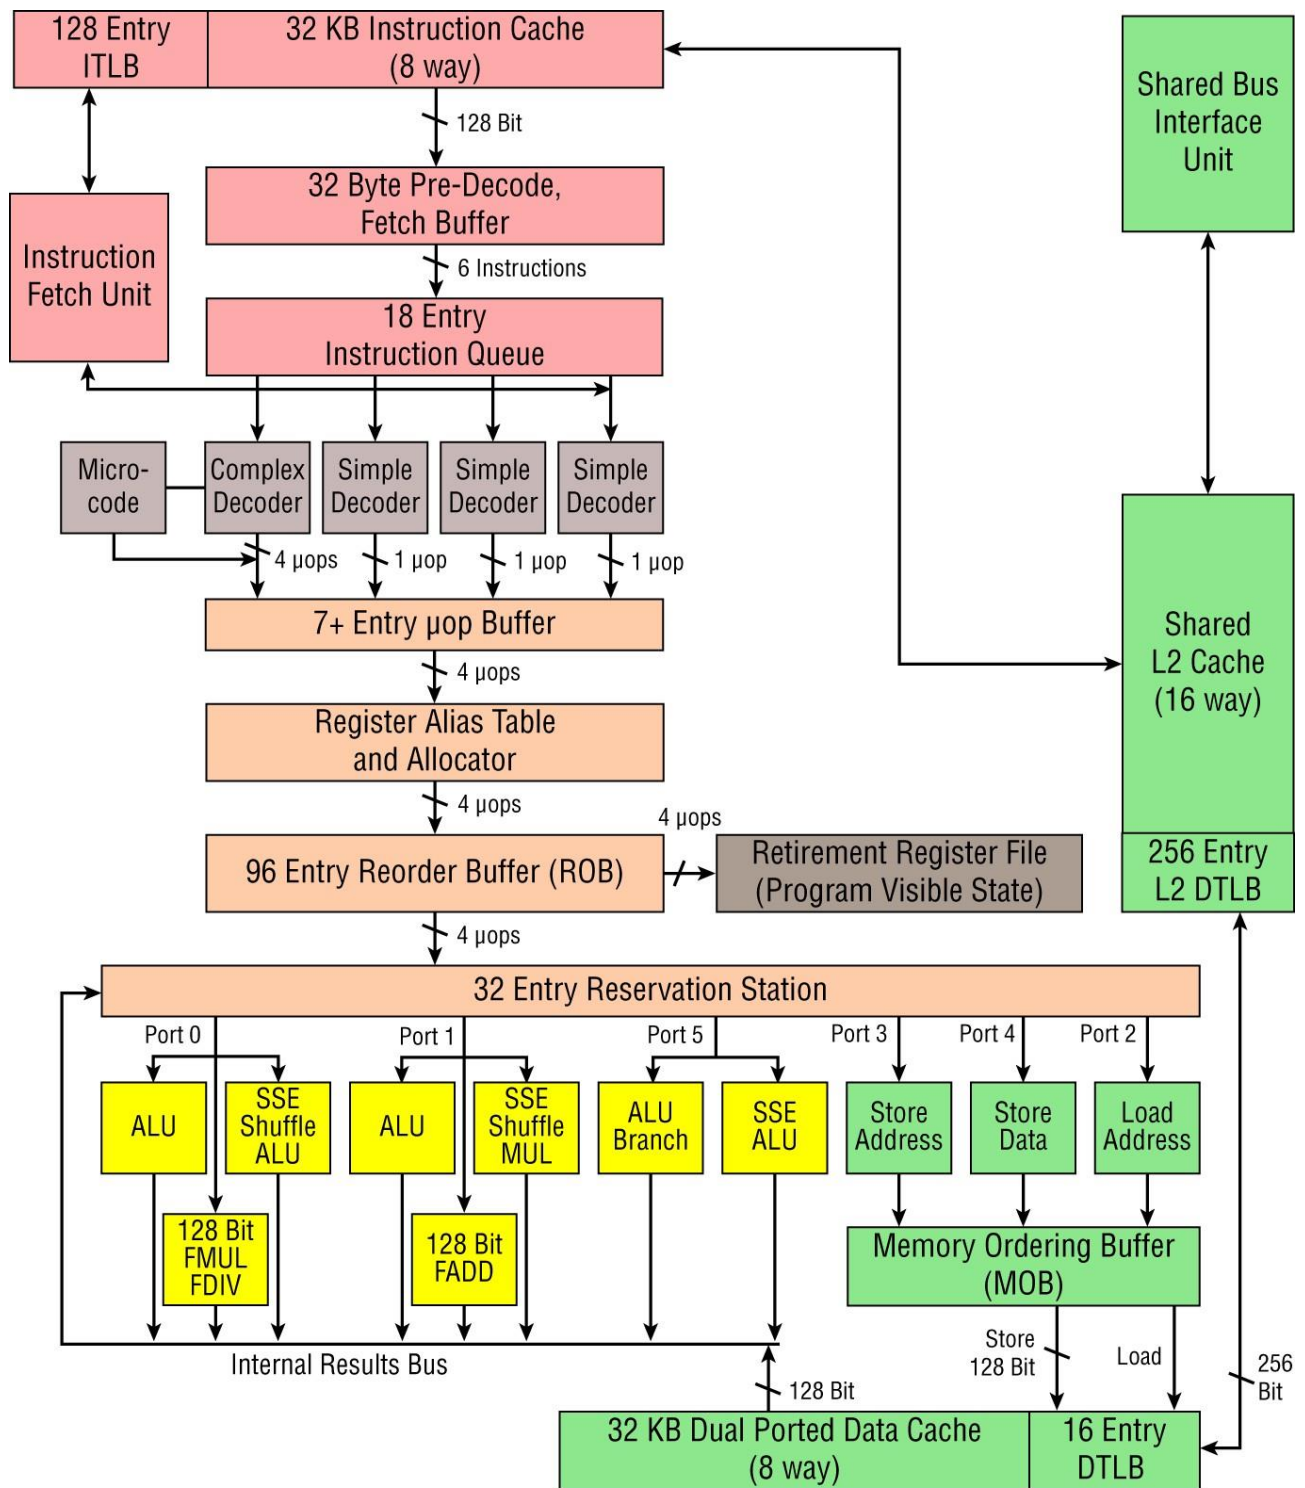 128 Entry
ITLB
32 KB Instruction Cache
(8 way)
128 Bit
32 Byte Pre-Decode,
Fetch Buffer
6 Instructions
Instruction
Fetch Unit
18 Entry
Instruction Queue
Micro-
code
Complex
Decoder
Simple
Decoder
Simple
Decoder
Simple
Decoder
4 µops
1 µop
1 µop
1 µop
7+ Entry µop Buffer
4 µops
Register Alias Table
and Allocator
4 µops
96 Entry Reorder Buffer (ROB)
4 µops
Retirement Register File
(Program Visible State)
4 µops
Shared Bus
Interface
Unit
Shared
L2 Cache
(16 way)
256 Entry
L2 DTLB
32 Entry Reservation Station
Port 0
Port 1
Port 5
Port 3
Port 4
Port 2
ALU
SSE
Shuffle
ALU
128 Bit
FMUL
FDIV
ALU
SSE
Shuffle
MUL
128 Bit
FADD
ALU
Branch
SSE
ALU
Store
Address
Store
Data
Load
Address
Memory Ordering Buffer
(MOB)
Internal Results Bus
Store
128 Bit
Load
256
Bit
128 Bit
32 KB Dual Ported Data Cache
(8 way)
16 Entry
DTLB